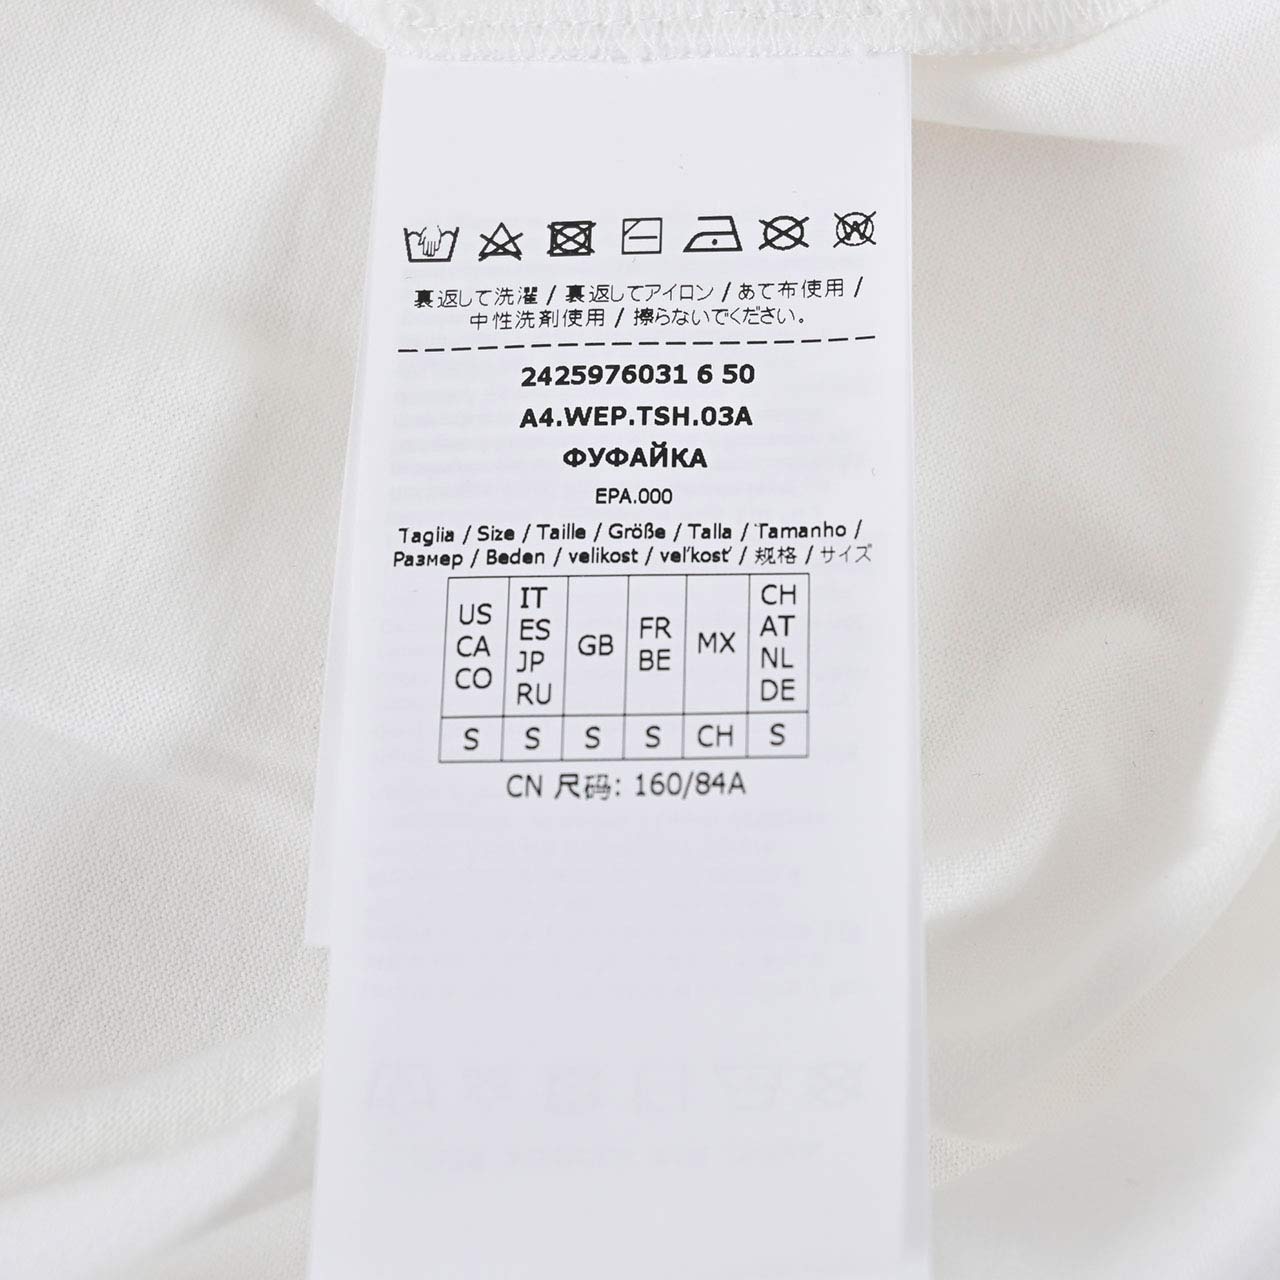 裏返して洗濯 / 裏返してアイロン / あて布使用 /
中性洗剤使用 / 擦らないでください。
2425976031 6 50
A4.WEP.TSH.03A
ФУФАЙКА
EPA.000
Taglia / Size / Taille / Größe / Talla / Tamanho /
Размер / Beden / velikost / veľkosť / 规格 / サイズ
US CA CO
IT ES JP RU
GB
FR BE
MX
CH AT NL DE
S S S S CH S
CN 尺码: 160/84A